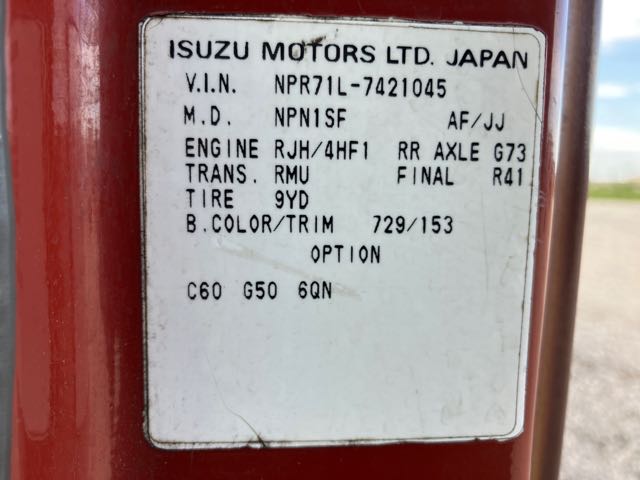 ISUZU MOTORS LTD. JAPAN
V.I.N. NPR71L-7421045
M.D. NPN1SF AF/JJ
ENGINE RJH/4HF1 RR AXLE G73
TRANS. RMU FINAL R41
TIRE 9YD
B.COLOR/TRIM 729/153
OPTION
C60 G50 6QN